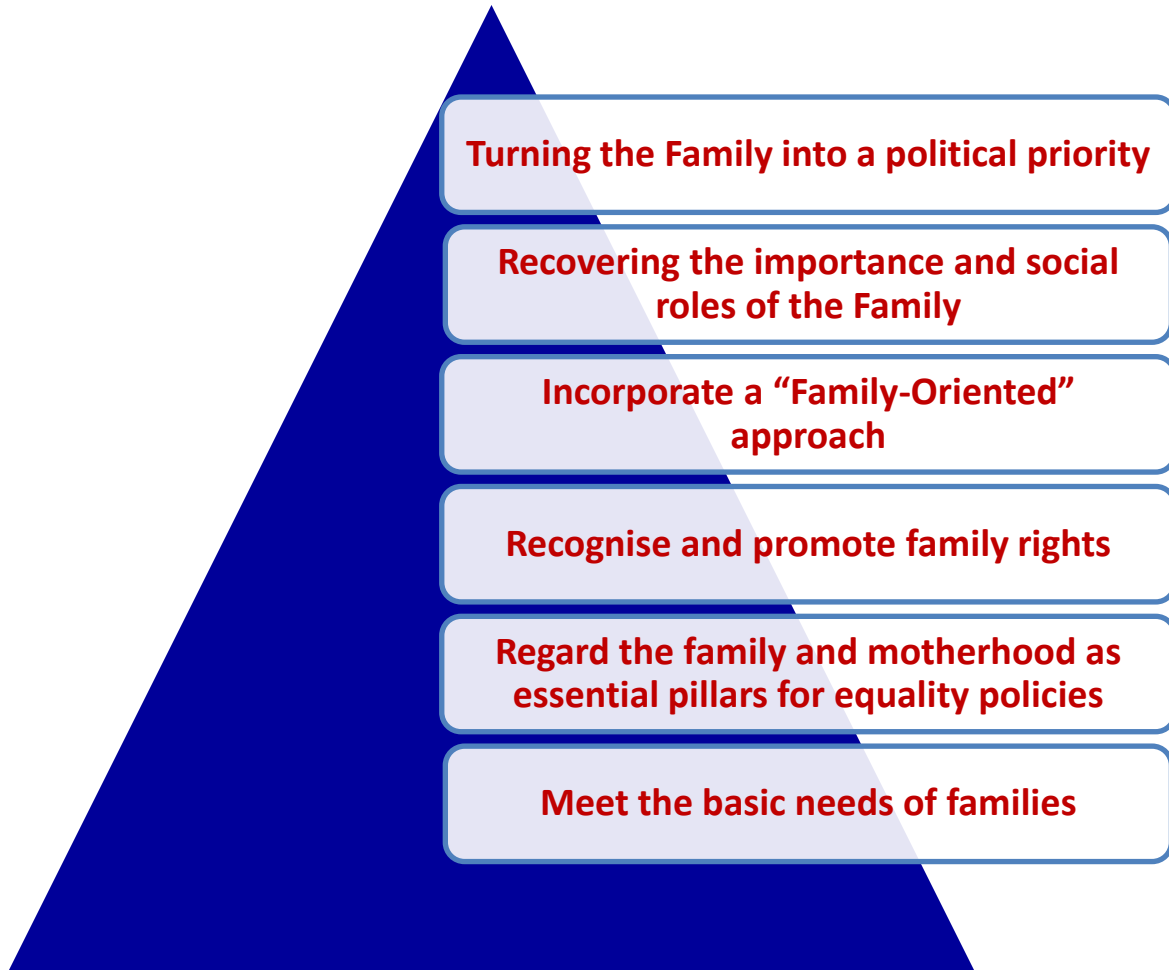 Turning the Family into a political priority
Recovering the importance and social
roles of the Family
Incorporate a “Family-Oriented”
approach
Recognise and promote family rights
Regard the family and motherhood as
essential pillars for equality policies
Meet the basic needs of families